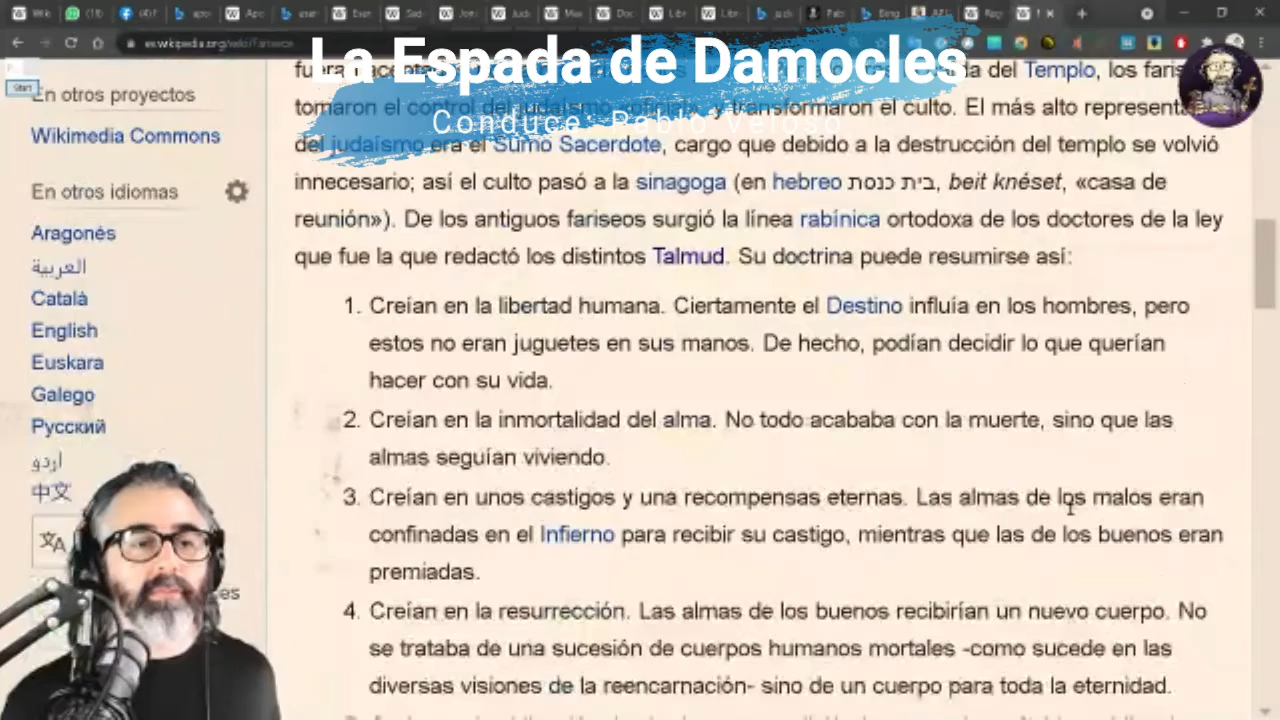 es.wikipedia.org/wiki/Fariseos
La Espada de Damocles
Conduce: Pablo Veloso
Start
En otros proyectos
Wikimedia Commons
En otros idiomas
Aragonés
العربية
Català
English
Euskara
Galego
Русский
اردو
中文
es
da del Templo, los faris
tomaron el control del judaísmo «oficial», y transformaron el culto. El más alto represent
del judaísmo era el Sumo Sacerdote, cargo que debido a la destrucción del templo se volvió
innecesario; así el culto pasó a la sinagoga (en hebreo בית כנסת, beit knéset, «casa de
reunión»). De los antiguos fariseos surgió la línea rabínica ortodoxa de los doctores de la ley
que fue la que redactó los distintos Talmud. Su doctrina puede resumirse así:
1. Creían en la libertad humana. Ciertamente el Destino influía en los hombres, pero
estos no eran juguetes en sus manos. De hecho, podían decidir lo que querían
hacer con su vida.
2. Creían en la inmortalidad del alma. No todo acababa con la muerte, sino que las
almas seguían viviendo.
3. Creían en unos castigos y una recompensas eternas. Las almas de los malos eran
confinadas en el Infierno para recibir su castigo, mientras que las de los buenos eran
premiadas.
4. Creían en la resurrección. Las almas de los buenos recibirían un nuevo cuerpo. No
se trataba de una sucesión de cuerpos humanos mortales -como sucede en las
diversas visiones de la reencarnación- sino de un cuerpo para toda la eternidad.